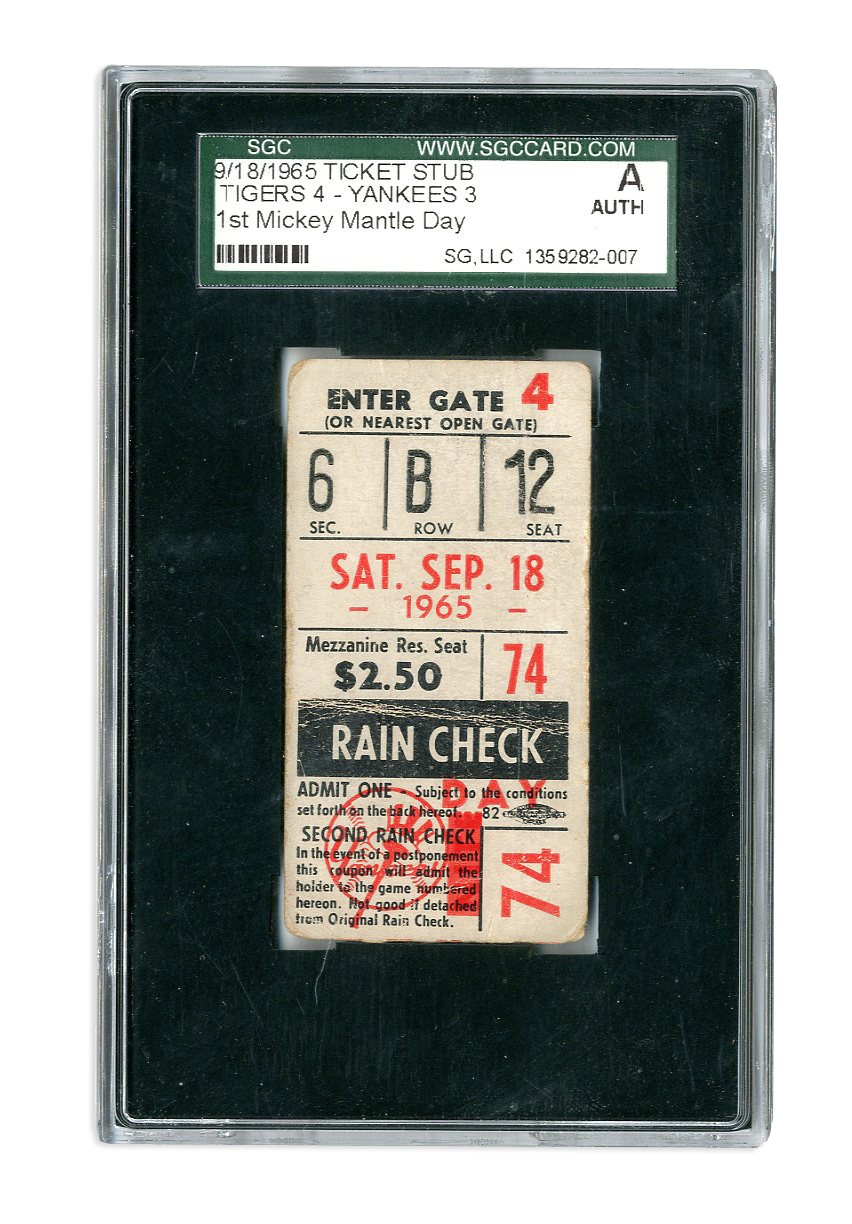 SGC WWW.SGCCARD.COM
9/18/1965 TICKET STUB A
TIGERS 4 - YANKEES 3 AUTH
1st Mickey Mantle Day
SG,LLC 1359282-007
ENTER GATE 4
(OR NEAREST OPEN GATE)
6 B 12
SEC. ROW SEAT
SAT. SEP. 18
- 1965 -
Mezzanine Res. Seat
$2.50 74
RAIN CHECK
DAY
ADMIT ONE - Subject to the conditions
set forth on the back hereof. 82
SECOND RAIN CHECK
In the event of a postponement
this coupon will admit the
holder to the game numbered
hereon. Not good if detached
from Original Rain Check.
74